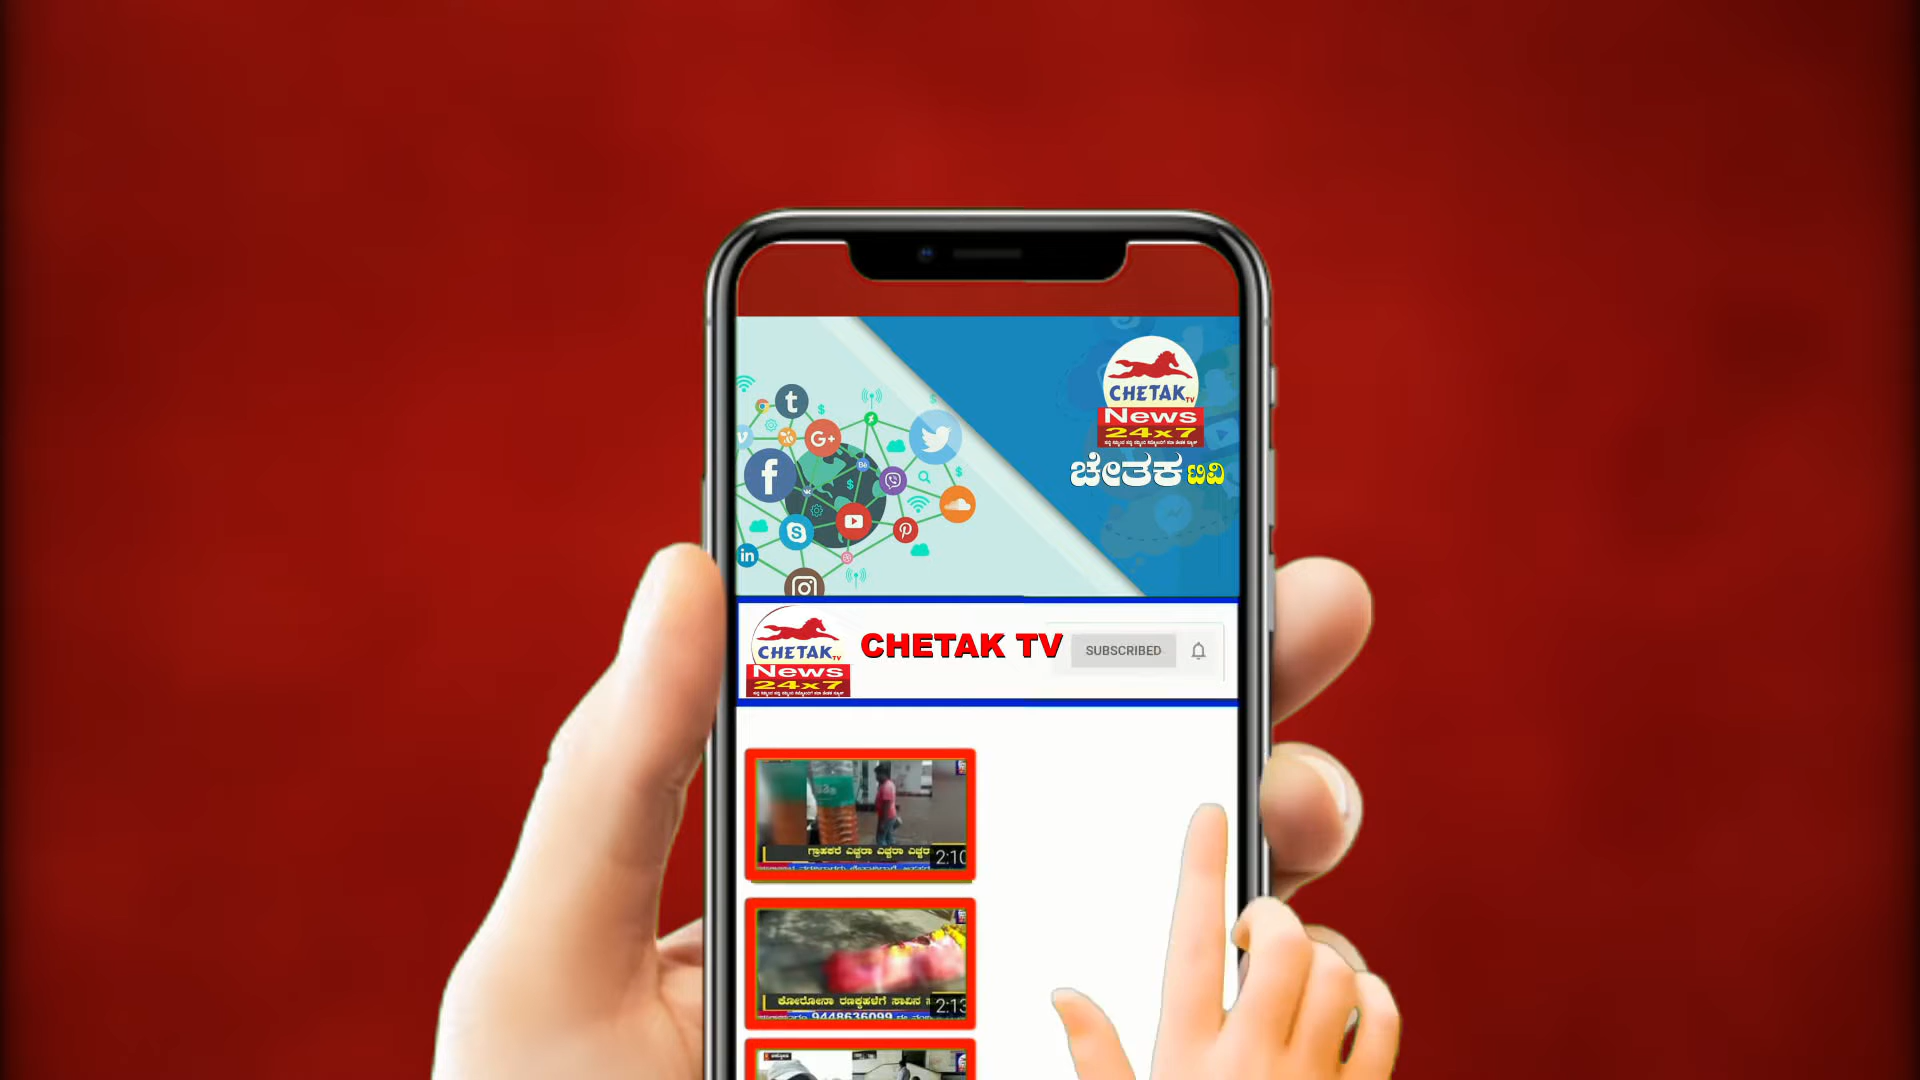 CHETAK TV
News
24x7
ಚೇತಕ ಟಿವಿ
CHETAK TV
News
24x7
CHETAK TV
SUBSCRIBED
ಗ್ರಾಹಕರೆ ಎಚ್ಚರಾ ಎಚ್ಚರಾ ಎಚ್ಚರ
2:10
ಕೋರೋನಾ ರಣಕ್ಕಹಳೆಗೆ ಸಾವಿನ
2:13
9448636099